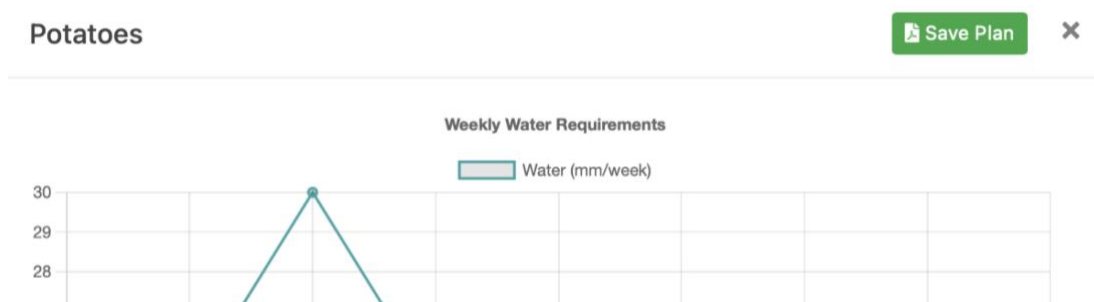 Potatoes
Save Plan
Weekly Water Requirements
Water (mm/week)
30
29
28